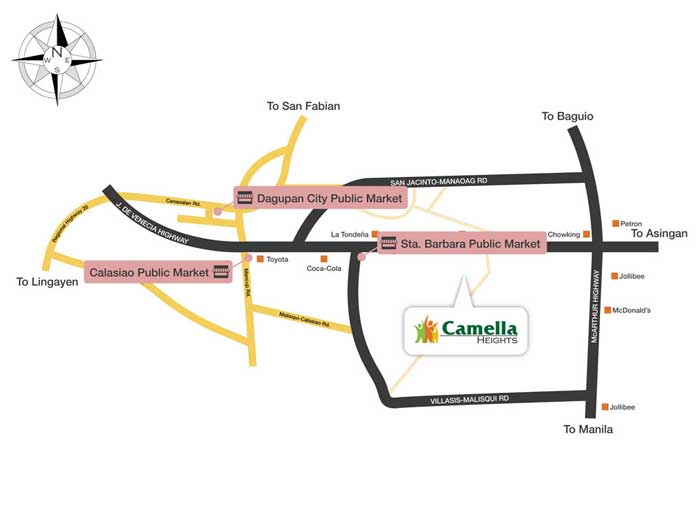 N
W
E
S
To San Fabian
To Baguio
SAN JACINTO-MANAOAG RD
Canaoalan Rd.
Dagupan City Public Market
Regional Highway 20
J. DE VENECIA HIGHWAY
Petron
La Tondeña
Chowking
To Asingan
Sta. Barbara Public Market
Toyota
Coca-Cola
Calasiao Public Market
To Lingayen
Mancup Rd.
Jollibee
McARTHUR HIGHWAY
McDonald's
Malisqui-Calasiao Rd.
Camella
HEIGHTS
VILLASIS-MALISQUI RD
Jollibee
To Manila